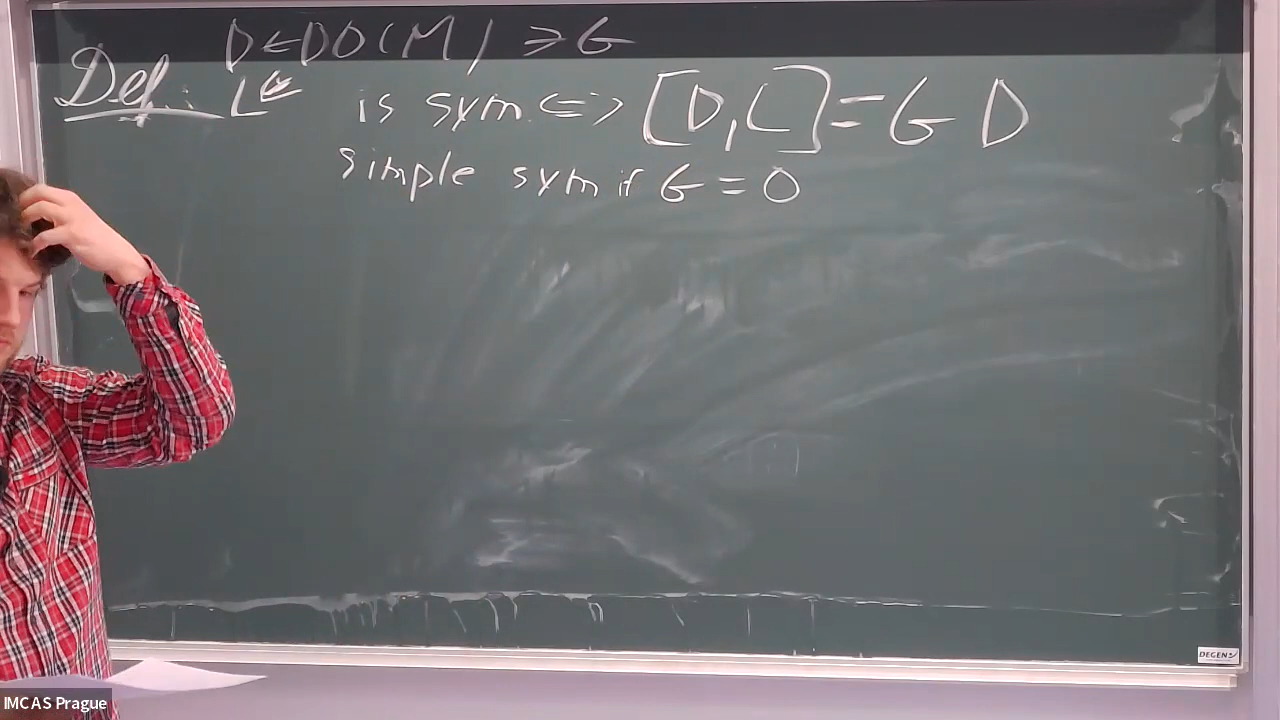 D ∈ DO(M) ∋ G
Def.: L ∈
is sym. <=> [D, L] = G D
simple sym if G = 0
DEGEN
IMCAS Prague